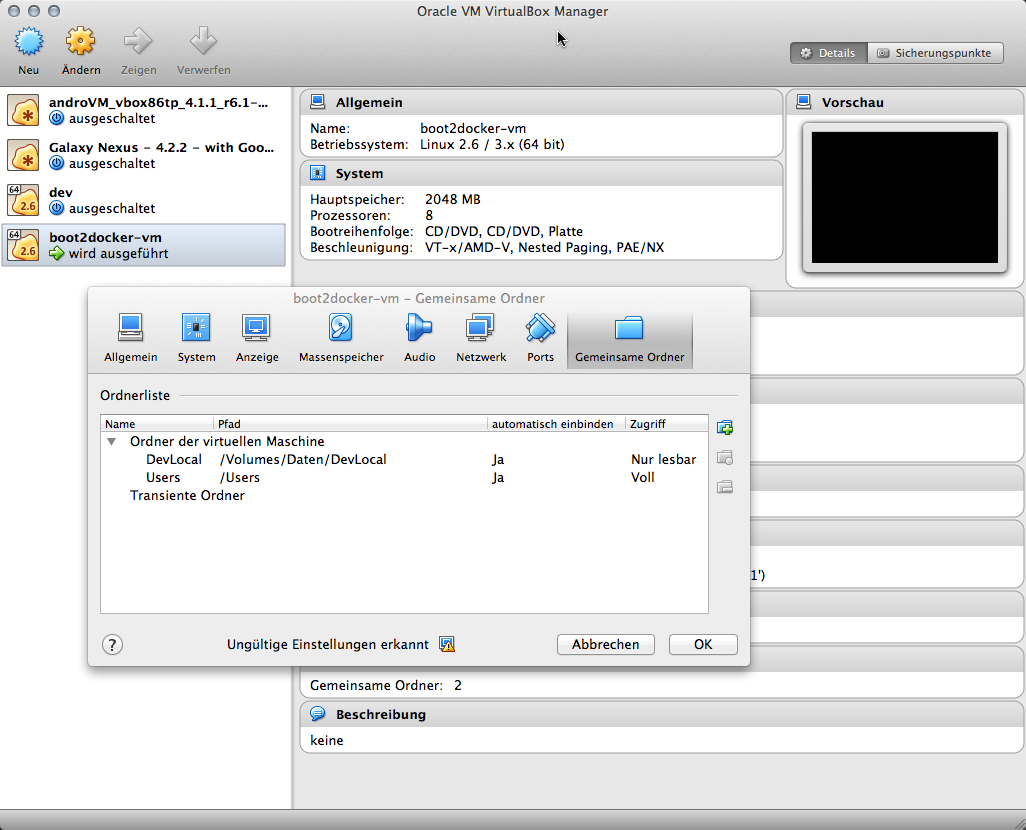 Oracle VM VirtualBox Manager
Neu Ändern Zeigen Verwerfen
Details Sicherungspunkte
androVM_vbox86tp_4.1.1_r6.1-...
ausgeschaltet
Galaxy Nexus - 4.2.2 - with Goo...
ausgeschaltet
64 2.6
dev
ausgeschaltet
64 2.6
boot2docker-vm
wird ausgeführt
Allgemein
Name: boot2docker-vm
Betriebssystem: Linux 2.6 / 3.x (64 bit)
System
Hauptspeicher: 2048 MB
Prozessoren: 8
Bootreihenfolge: CD/DVD, CD/DVD, Platte
Beschleunigung: VT-x/AMD-V, Nested Paging, PAE/NX
Vorschau
boot2docker-vm – Gemeinsame Ordner
Allgemein System Anzeige Massenspeicher Audio Netzwerk Ports Gemeinsame Ordner
Ordnerliste
Name Pfad automatisch einbinden Zugriff
Ordner der virtuellen Maschine
DevLocal /Volumes/Daten/DevLocal Ja Nur lesbar
Users /Users Ja Voll
Transiente Ordner
1')
? Ungültige Einstellungen erkannt Abbrechen OK
Gemeinsame Ordner: 2
Beschreibung
keine